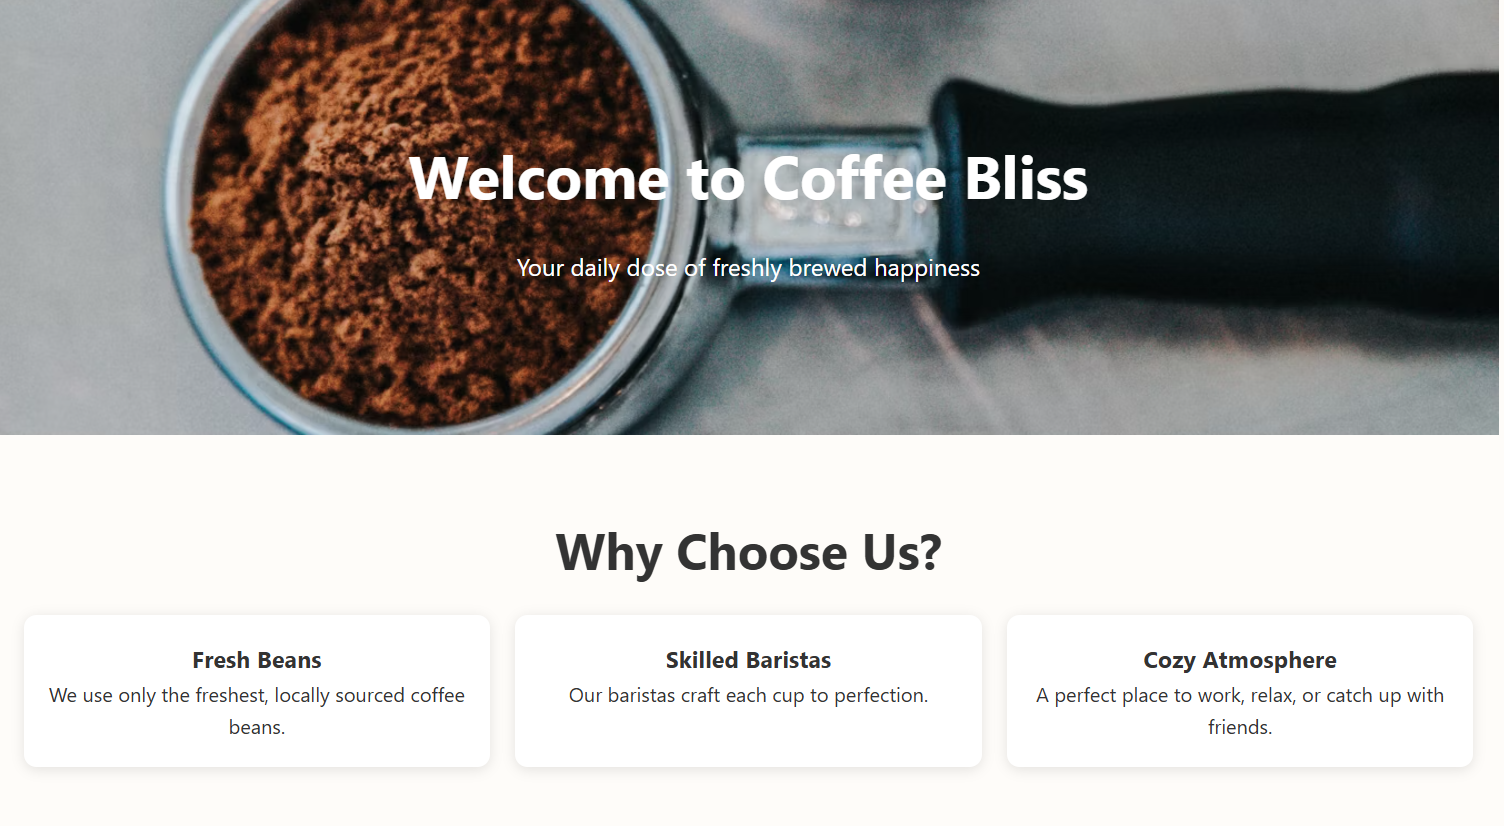 Welcome to Coffee Bliss
Your daily dose of freshly brewed happiness
Why Choose Us?
Fresh Beans
We use only the freshest, locally sourced coffee
beans.
Skilled Baristas
Our baristas craft each cup to perfection.
Cozy Atmosphere
A perfect place to work, relax, or catch up with
friends.